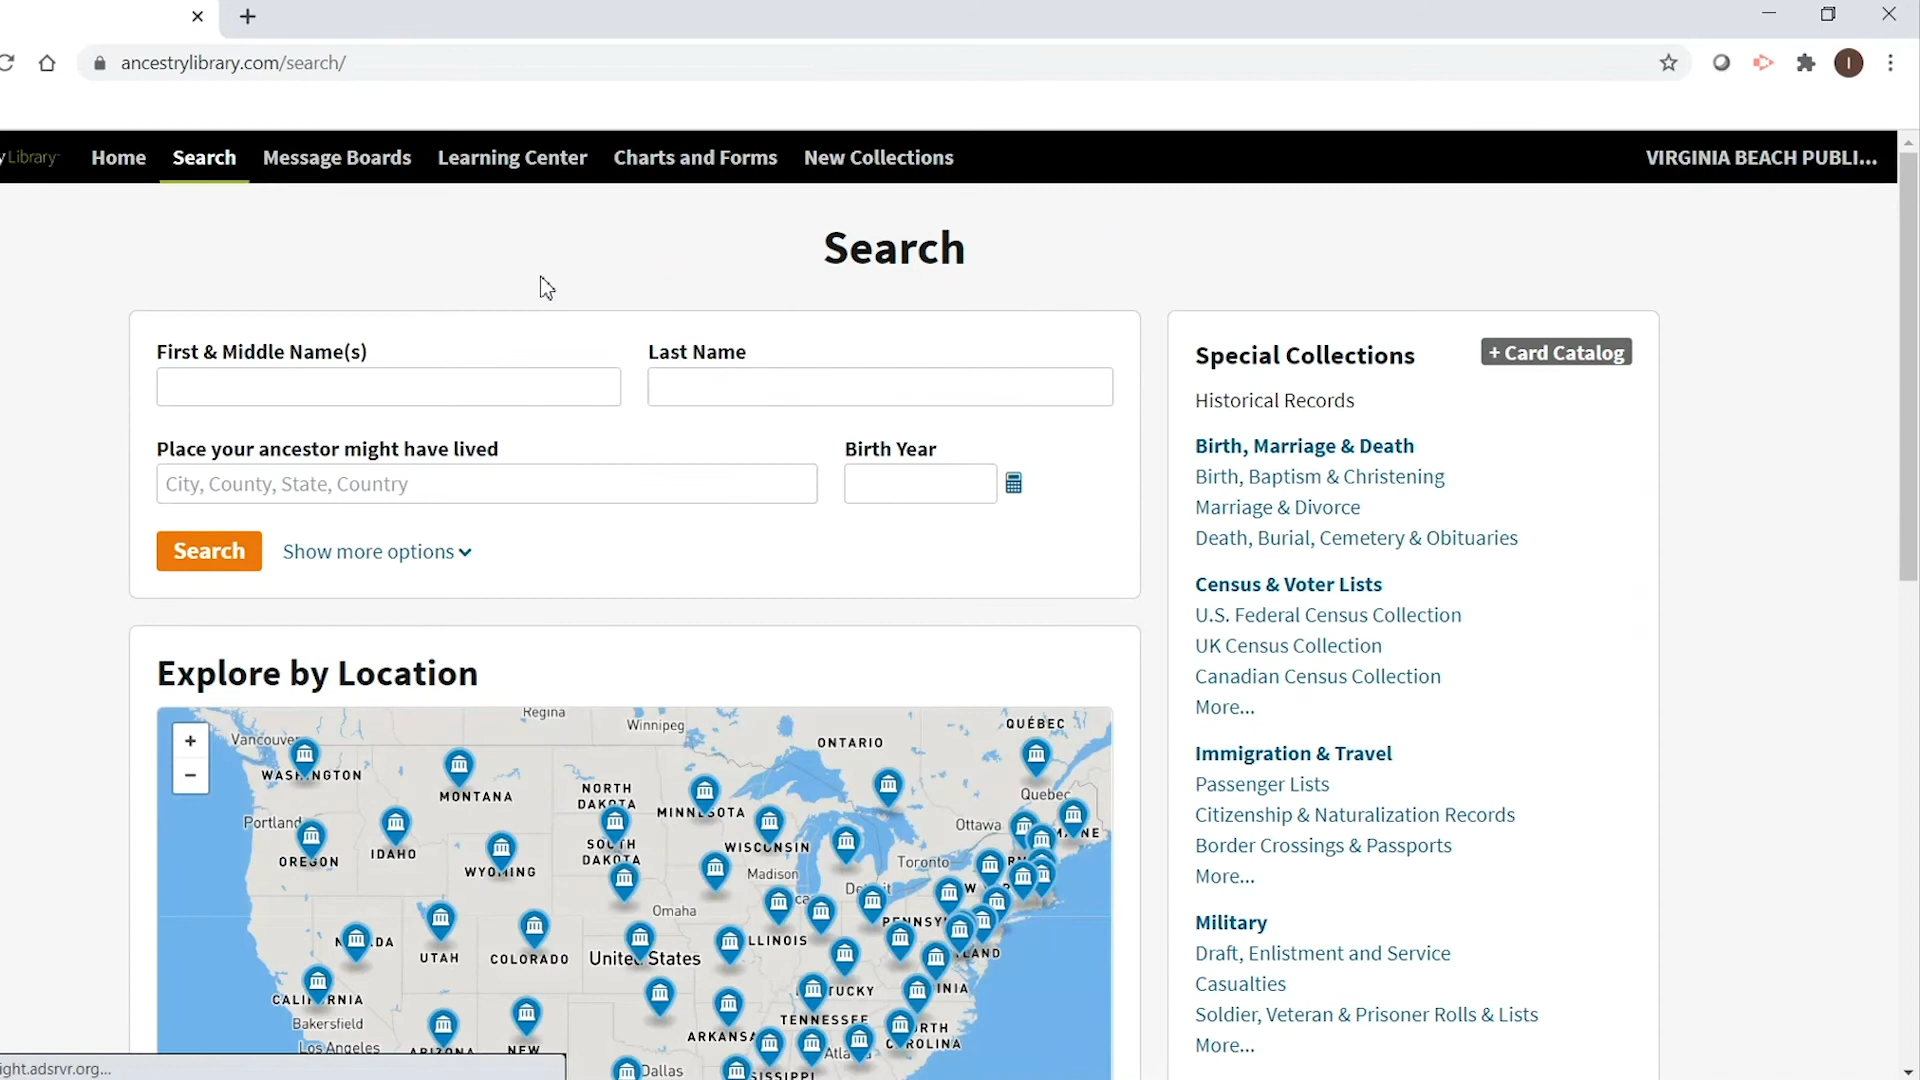 ancestrylibrary.com/search/
I
Library
Home
Search
Message Boards
Learning Center
Charts and Forms
New Collections
VIRGINIA BEACH PUBLI...
Search
First & Middle Name(s)
Last Name
Place your ancestor might have lived
Birth Year
City, County, State, Country
Search
Show more options
Explore by Location
+
−
Regina
Winnipeg
Vancouver
ONTARIO
QUÉBEC
WASHINGTON
MONTANA
NORTH
DAKOTA
MINNESOTA
Quebec
Portland
OREGON
IDAHO
WYOMING
SOUTH
DAKOTA
WISCONSIN
Madison
Ottawa
MAINE
Toronto
Omaha
UTAH
COLORADO
United States
ILLINOIS
CALIFORNIA
Bakersfield
Los Angeles
TENNESSEE
Dallas
Special Collections
+ Card Catalog
Historical Records
Birth, Marriage & Death
Birth, Baptism & Christening
Marriage & Divorce
Death, Burial, Cemetery & Obituaries
Census & Voter Lists
U.S. Federal Census Collection
UK Census Collection
Canadian Census Collection
More...
Immigration & Travel
Passenger Lists
Citizenship & Naturalization Records
Border Crossings & Passports
More...
Military
Draft, Enlistment and Service
Casualties
Soldier, Veteran & Prisoner Rolls & Lists
More...
ight.adsrvr.org...